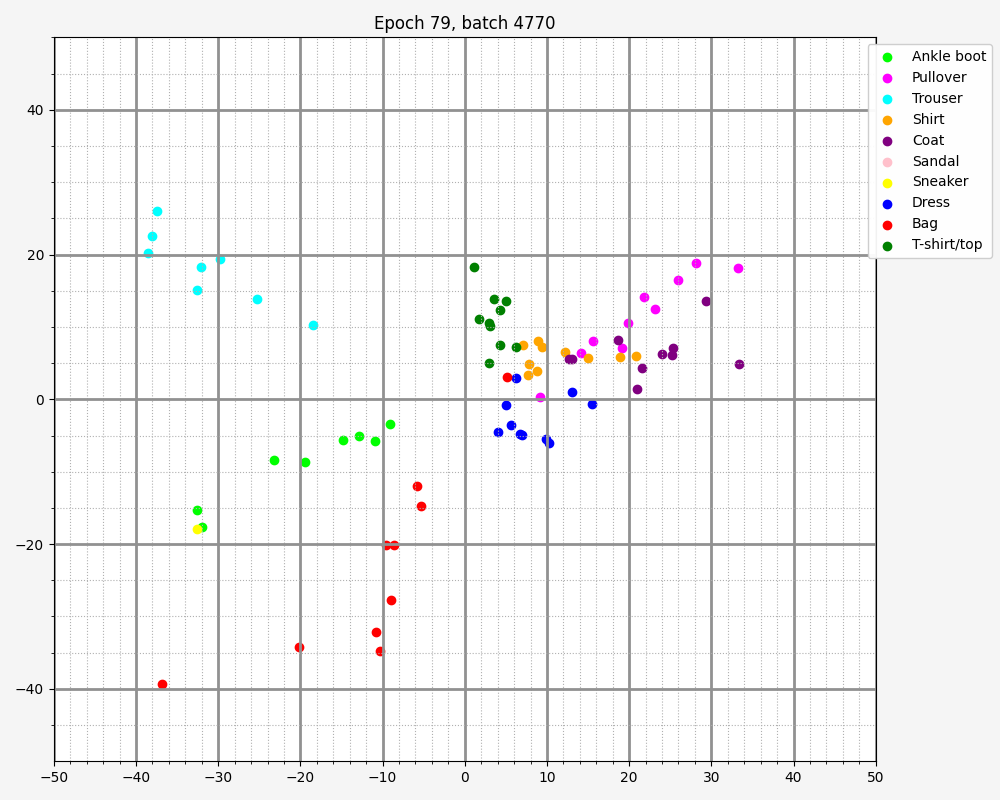 Epoch 79, batch 4770
Ankle boot
Pullover
Trouser
Shirt
Coat
Sandal
Sneaker
Dress
Bag
T-shirt/top
40
20
0
−20
−40
−50 −40 −30 −20 −10 0 10 20 30 40 50